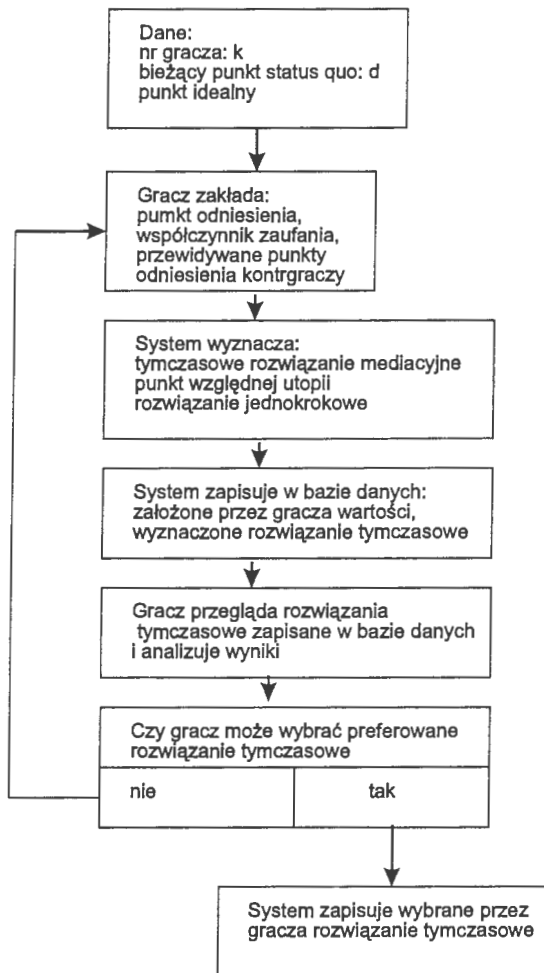 Dane:
nr gracza: k
bieżący punkt status quo: d
punkt idealny
Gracz zakłada:
pumkt odniesienia,
współczynnik zaufania,
przewidywane punkty
odniesienia kontrgraczy
System wyznacza:
tymczasowe rozwiązanie mediacyjne
punkt względnej utopii
rozwiązanie jednokrokowe
System zapisuje w bazie danych:
założone przez gracza wartości,
wyznaczone rozwiązanie tymczasowe
Gracz przegląda rozwiązania
tymczasowe zapisane w bazie danych
i analizuje wyniki
Czy gracz może wybrać preferowane
rozwiązanie tymczasowe
nie
tak
System zapisuje wybrane przez
gracza rozwiązanie tymczasowe